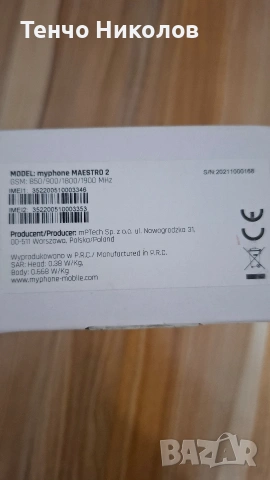 Тенчо Николов
MODEL: myphone MAESTRO 2
GSM: 850/900/1800/1900 MHz
S/N 20211000168
IMEI1 352200510003346
IMEI2 352200510003353
Producent/Producer: mPTech Sp. z o.o. ul. Nowogrodzka 31,
00-511 Warszawa, Polska/Poland
Wyprodukowano w P.R.C./ Manufactured in P.R.C.
SAR: Head: 0.38 W/Kg,
Body: 0.668 W/Kg
www.myphone-mobile.com
BAZAR